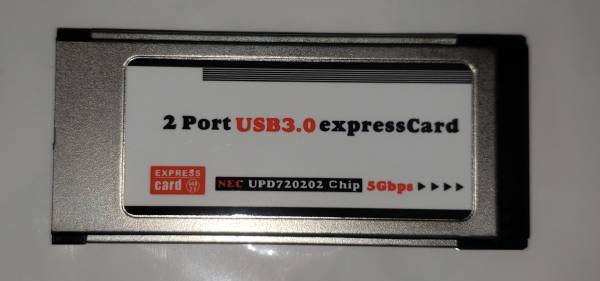 2 Port USB3.0 expressCard
EXPRESS
card
NEC UPD720202 Chip 5Gbps